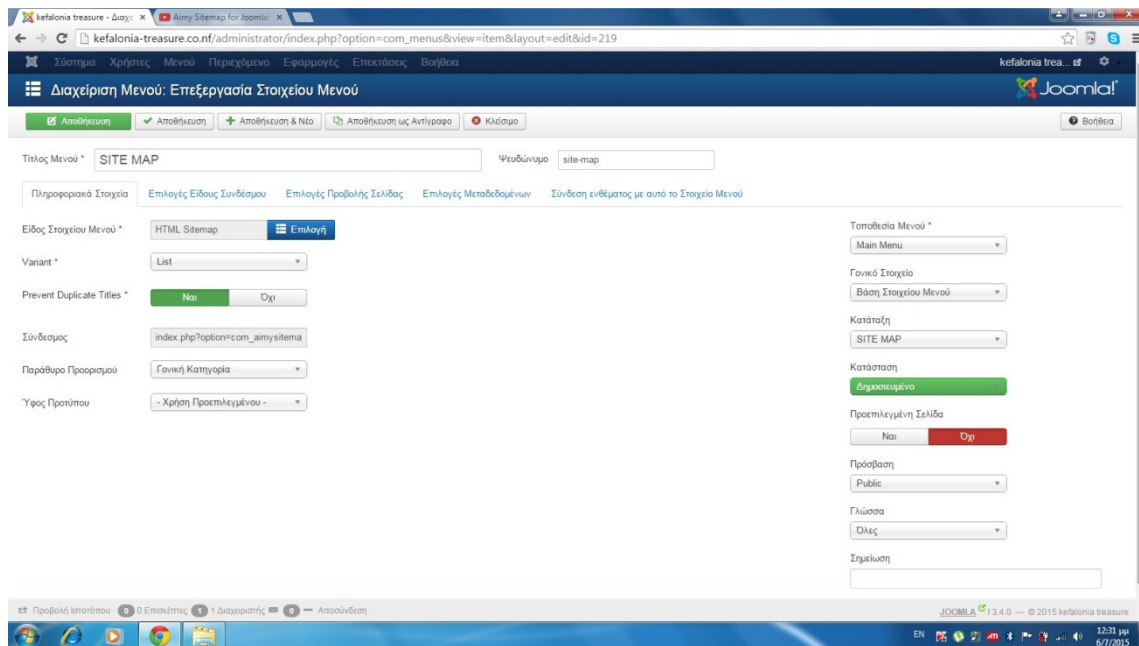 kefalonia treasure - Διαχε
Aimy Sitemap for Joomla!
kefalonia-treasure.co.nf/administrator/index.php?option=com_menus&view=item&layout=edit&id=219
Σύστημα Χρήστες Μενού Περιεχόμενο Εφαρμογές Επεκτάσεις Βοήθεια
kefalonia trea...
Διαχείριση Μενού: Επεξεργασία Στοιχείου Μενού
Joomla!
Αποθήκευση
Αποθήκευση
Αποθήκευση & Νέο
Αποθήκευση ως Αντίγραφο
Κλείσιμο
Βοήθεια
Τίτλος Μενού * SITE MAP
Ψευδώνυμο site-map
Πληροφοριακά Στοιχεία
Επιλογές Είδους Συνδέσμου
Επιλογές Προβολής Σελίδας
Επιλογές Μεταδεδομένων
Σύνδεση ενθέματος με αυτό το Στοιχείο Μενού
Είδος Στοιχείου Μενού * HTML Sitemap Επιλογή
Variant * List
Prevent Duplicate Titles * Ναι Όχι
Σύνδεσμος index.php?option=com_aimysitema
Παράθυρο Προορισμού Γονική Κατηγορία
Ύφος Προτύπου - Χρήση Προεπιλεγμένου -
Τοποθεσία Μενού *
Main Menu
Γονικό Στοιχείο
Βάση Στοιχείου Μενού
Κατάταξη
SITE MAP
Κατάσταση
Δημοσιευμένο
Προεπιλεγμένη Σελίδα
Ναι Όχι
Πρόσβαση
Public
Γλώσσα
Όλες
Σημείωση
Προβολή Ιστοτόπου 0 0 Επισκέπτες 1 1 Διαχειριστής 0 Αποσύνδεση
JOOMLA 3.4.0 — © 2015 kefalonia treasure
EN
12:31 μμ
6/7/2015